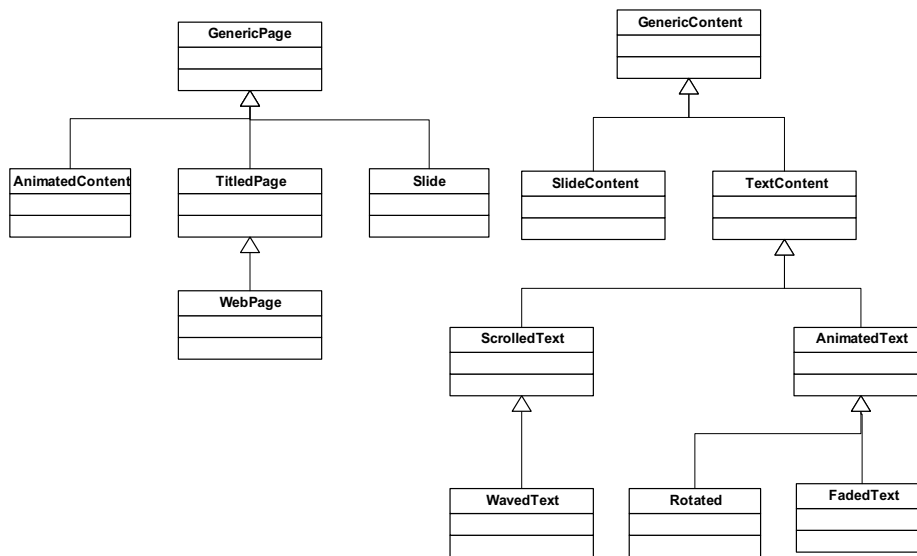 GenericPage
GenericContent
AnimatedContent
TitledPage
Slide
SlideContent
TextContent
WebPage
ScrolledText
AnimatedText
WavedText
Rotated
FadedText